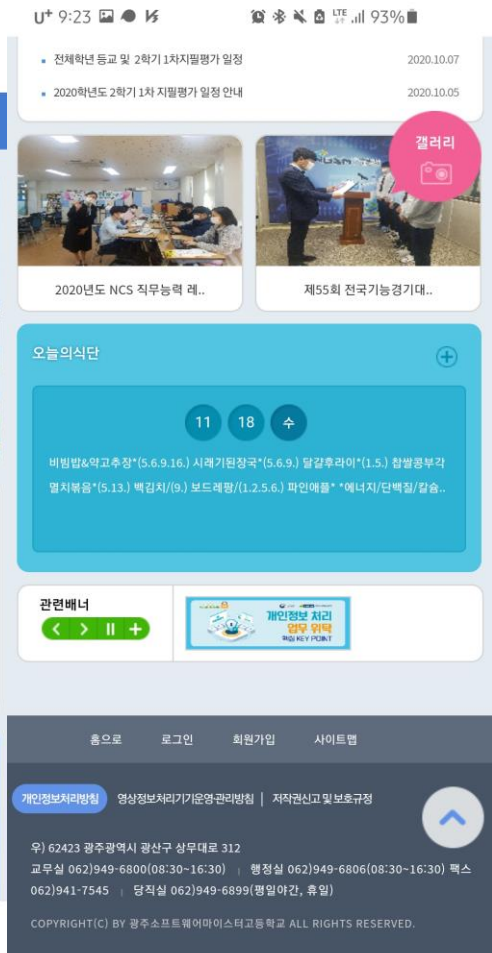 U⁺ 9:23 LTE 93%
전체학년 등교 및 2학기 1차지필평가 일정 2020.10.07
2020학년도 2학기 1차 지필평가 일정 안내 2020.10.05
갤러리
2020년도 NCS 직무능력 레..
제55회 전국기능경기대..
오늘의식단
11 18 수
비빔밥&약고추장*(5.6.9.16.) 시래기된장국*(5.6.9.) 달걀후라이*(1.5.) 찹쌀콩부각
멸치볶음*(5.13.) 백김치/(9.) 보드레팡/(1.2.5.6.) 파인애플* *에너지/단백질/칼슘..
관련배너
개인정보 처리
업무 위탁
핵심 KEY POINT
홈으로 로그인 회원가입 사이트맵
개인정보처리방침 영상정보처리기기운영·관리방침 | 저작권신고 및 보호규정
우) 62423 광주광역시 광산구 상무대로 312
교무실 062)949-6800(08:30~16:30) | 행정실 062)949-6806(08:30~16:30) 팩스
062)941-7545 | 당직실 062)949-6899(평일야간, 휴일)
COPYRIGHT(C) BY 광주소프트웨어마이스터고등학교 ALL RIGHTS RESERVED.